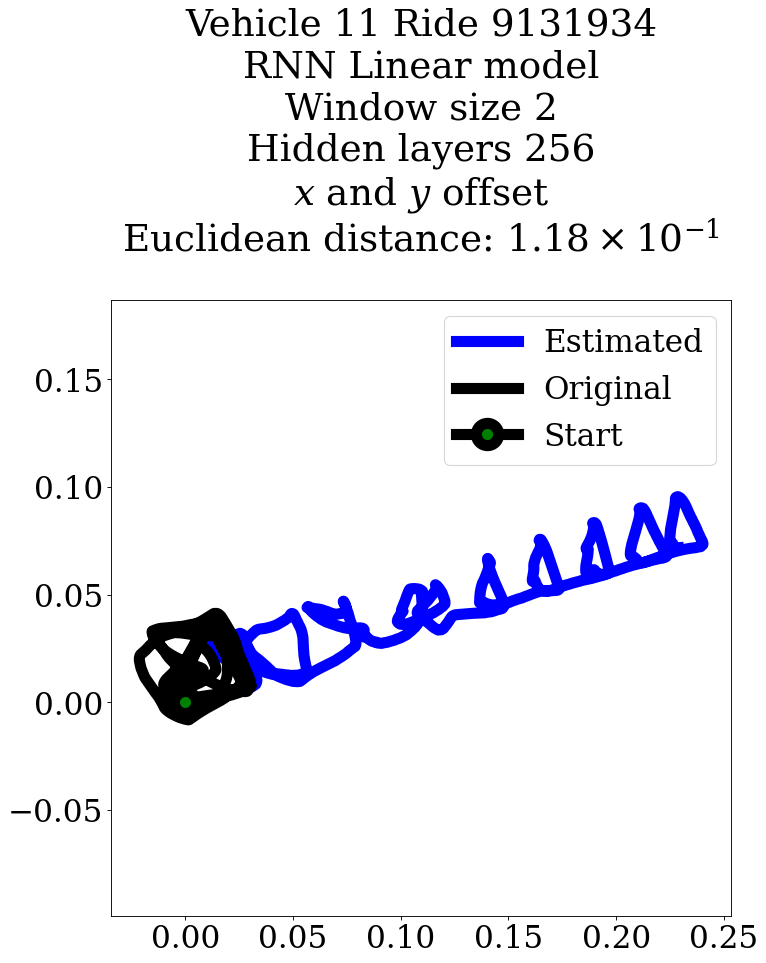 Vehicle 11 Ride 9131934
RNN Linear model
Window size 2
Hidden layers 256
x and y offset
Euclidean distance: 1.18 × 10⁻¹
Estimated
Original
Start
0.15
0.10
0.05
0.00
−0.05
0.00 0.05 0.10 0.15 0.20 0.25